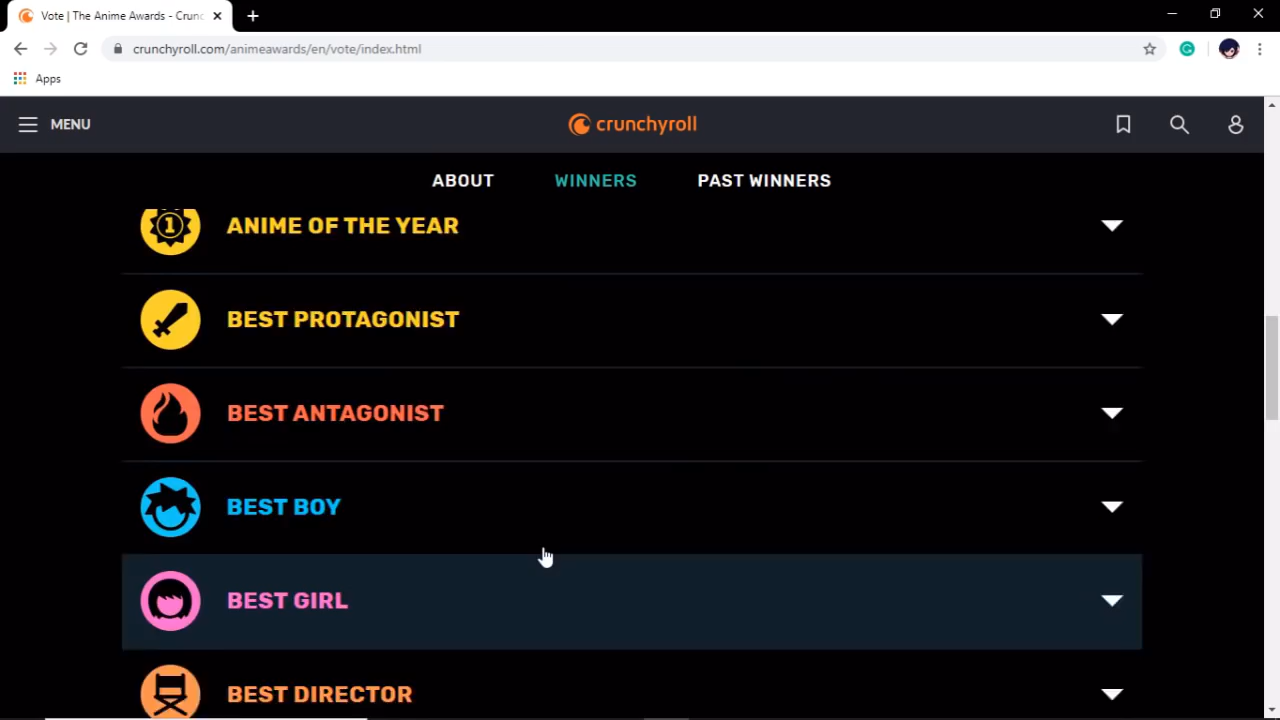 Vote | The Anime Awards - Crunc
crunchyroll.com/animeawards/en/vote/index.html
Apps
MENU
crunchyroll
ABOUT
WINNERS
PAST WINNERS
1
ANIME OF THE YEAR
BEST PROTAGONIST
BEST ANTAGONIST
BEST BOY
BEST GIRL
BEST DIRECTOR